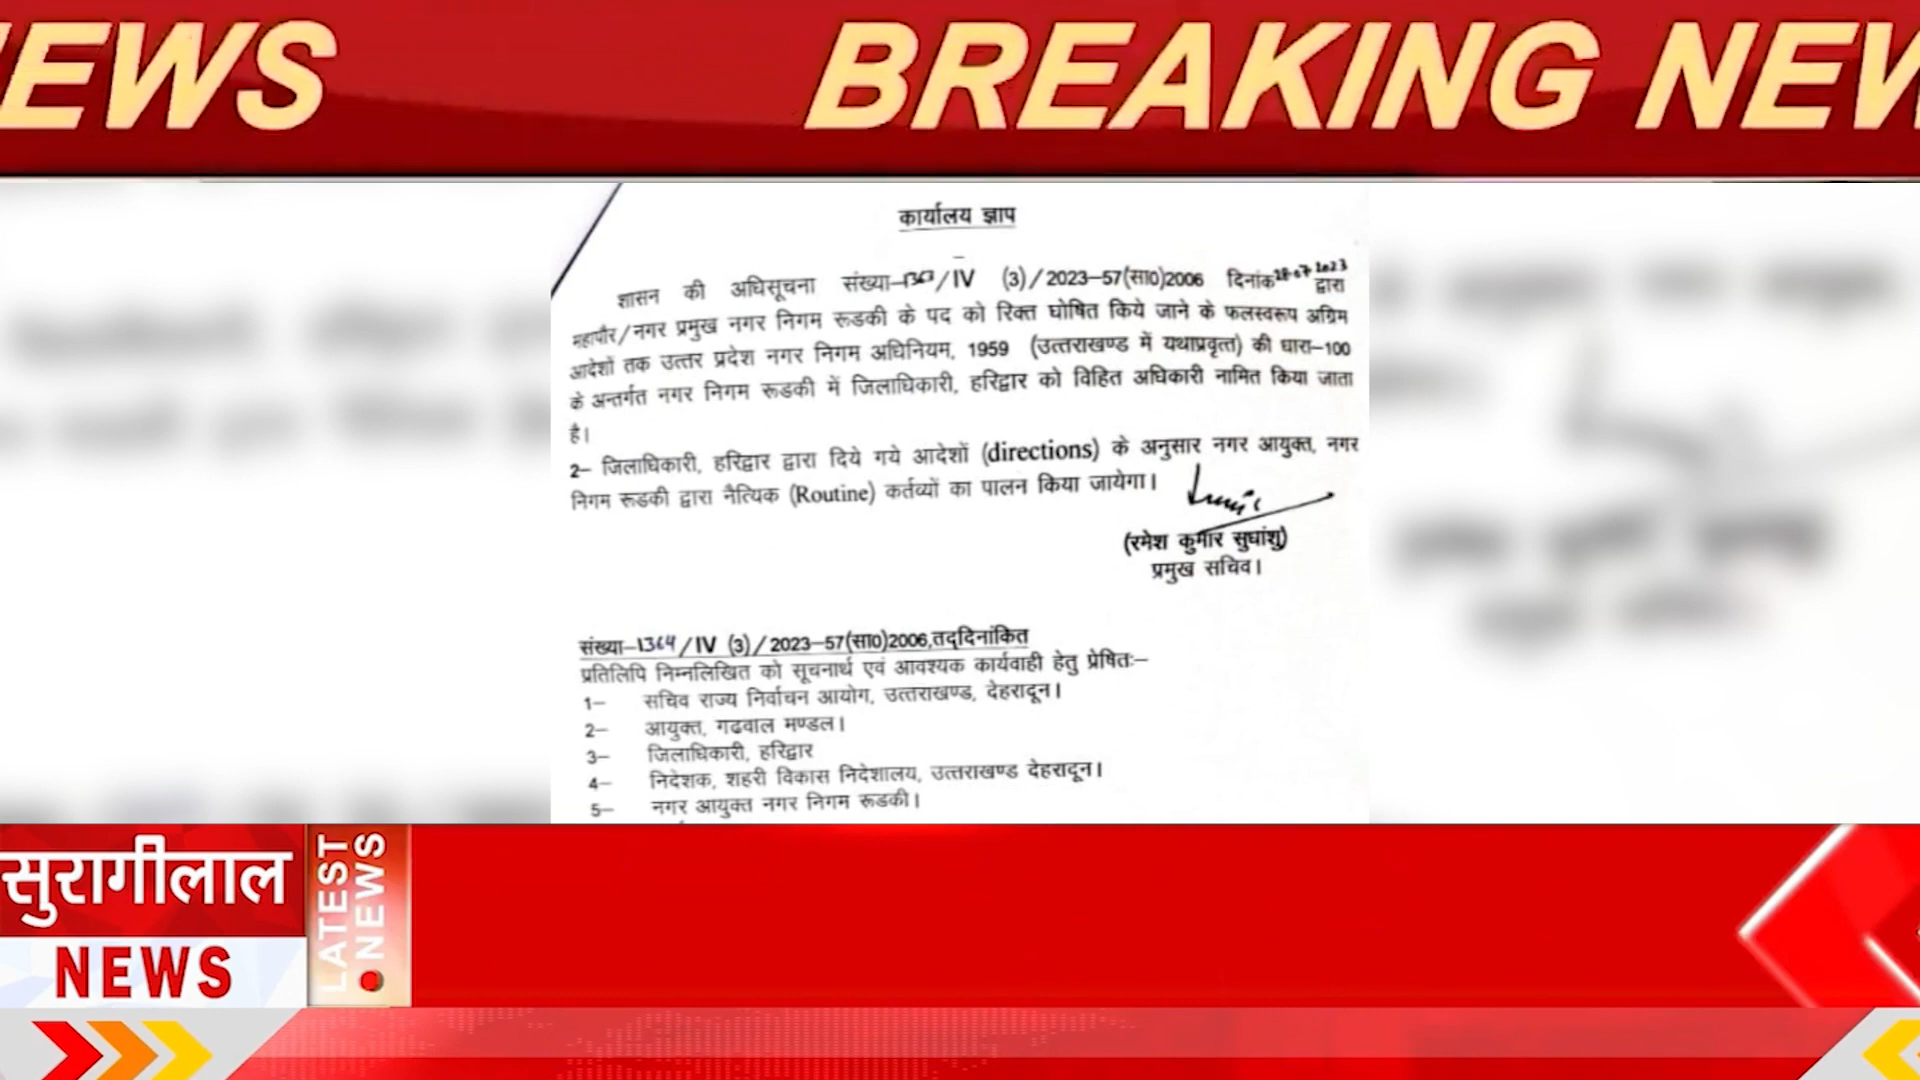 EWS BREAKING NEW
कार्यालय ज्ञाप
शासन की अधिसूचना संख्या- /IV (3)/2023-57(सा0)2006 दिनांक 28-07-2023 द्वारा
महापौर/नगर प्रमुख नगर निगम रूडकी के पद को रिक्त घोषित किये जाने के फलस्वरूप अग्रिम
आदेशों तक उत्तर प्रदेश नगर निगम अधिनियम, 1959 (उत्तराखण्ड में यथाप्रवृत्त) की धारा-100
के अन्तर्गत नगर निगम रूडकी में जिलाधिकारी, हरिद्वार को विहित अधिकारी नामित किया जाता
है।
2- जिलाधिकारी, हरिद्वार द्वारा दिये गये आदेशों (directions) के अनुसार नगर आयुक्त, नगर
निगम रूडकी द्वारा नैत्यिक (Routine) कर्तव्यों का पालन किया जायेगा।
(रमेश कुमार सुधांशु)
प्रमुख सचिव।
संख्या-1364/IV (3)/2023-57(सा0)2006,तद्दिनांकित
प्रतिलिपि निम्नलिखित को सूचनार्थ एवं आवश्यक कार्यवाही हेतु प्रेषितः-
1- सचिव राज्य निर्वाचन आयोग, उत्तराखण्ड, देहरादून।
2- आयुक्त, गढवाल मण्डल।
3- जिलाधिकारी, हरिद्वार
4- निदेशक, शहरी विकास निदेशालय, उत्तराखण्ड देहरादून।
5- नगर आयुक्त नगर निगम रूडकी।
सुरागीलाल
NEWS
LATEST
NEWS